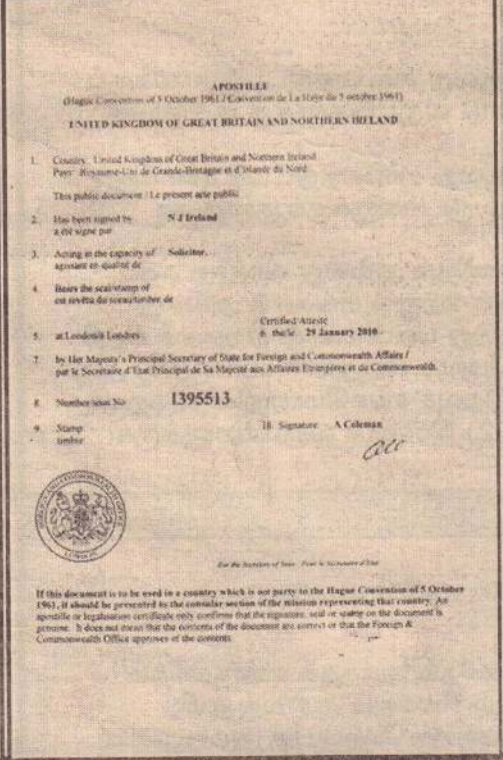 APOSTILLE
(Hague Convention of 5 October 1961 / Convention de La Haye du 5 octobre 1961)
UNITED KINGDOM OF GREAT BRITAIN AND NORTHERN IRELAND
1. Country: United Kingdom of Great Britain and Northern Ireland
Pays: Royaume-Uni de Grande-Bretagne et d'Irlande du Nord
This public document / Le présent acte public
2. Has been signed by N J Ireland
a été signé par
3. Acting in the capacity of Solicitor.
agissant en qualité de
4. Bears the seal/stamp of
est revêtu du sceau/timbre de
Certified/Attesté
5. at London/à Londres 6. the/le 29 January 2010
7. by Her Majesty's Principal Secretary of State for Foreign and Commonwealth Affairs /
par le Secrétaire d'Etat Principal de Sa Majesté aux Affaires Etrangères et du Commonwealth.
8. Number/sous No I395513
9. Stamp: 10. Signature: A Coleman
timbre:
LONDON
For the Secretary of State / Pour le Secrétaire d'Etat
If this document is to be used in a country which is not party to the Hague Convention of 5 October
1961, it should be presented to the consular section of the mission representing that country. An
apostille or legalisation certificate only confirms that the signature, seal or stamp on the document is
genuine. It does not mean that the contents of the document are correct or that the Foreign &
Commonwealth Office approves of the contents.